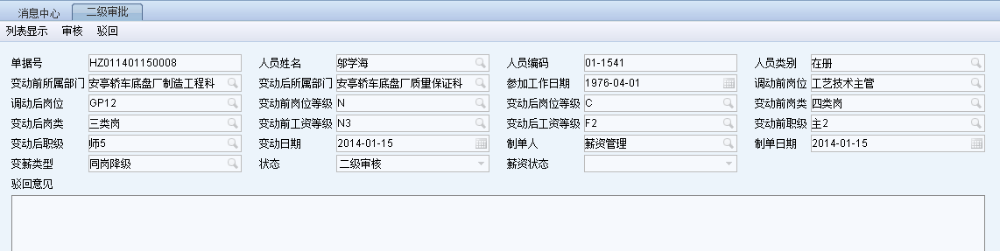 消息中心 二级审批
列表显示 审核 驳回
单据号 HZ011401150008 人员姓名 邬学海 人员编码 01-1541 人员类别 在册
变动前所属部门 安亭轿车底盘厂制造工程科 变动后所属部门 安亭轿车底盘厂质量保证科 参加工作日期 1976-04-01 调动前岗位 工艺技术主管
调动后岗位 GP12 变动前岗位等级 N 变动后岗位等级 C 变动前岗类 四类岗
变动后岗类 三类岗 变动前工资等级 N3 变动后工资等级 F2 变动前职级 主2
变动后职级 师5 变动日期 2014-01-15 制单人 薪资管理 制单日期 2014-01-15
变薪类型 同岗降级 状态 二级审核 薪资状态
驳回意见